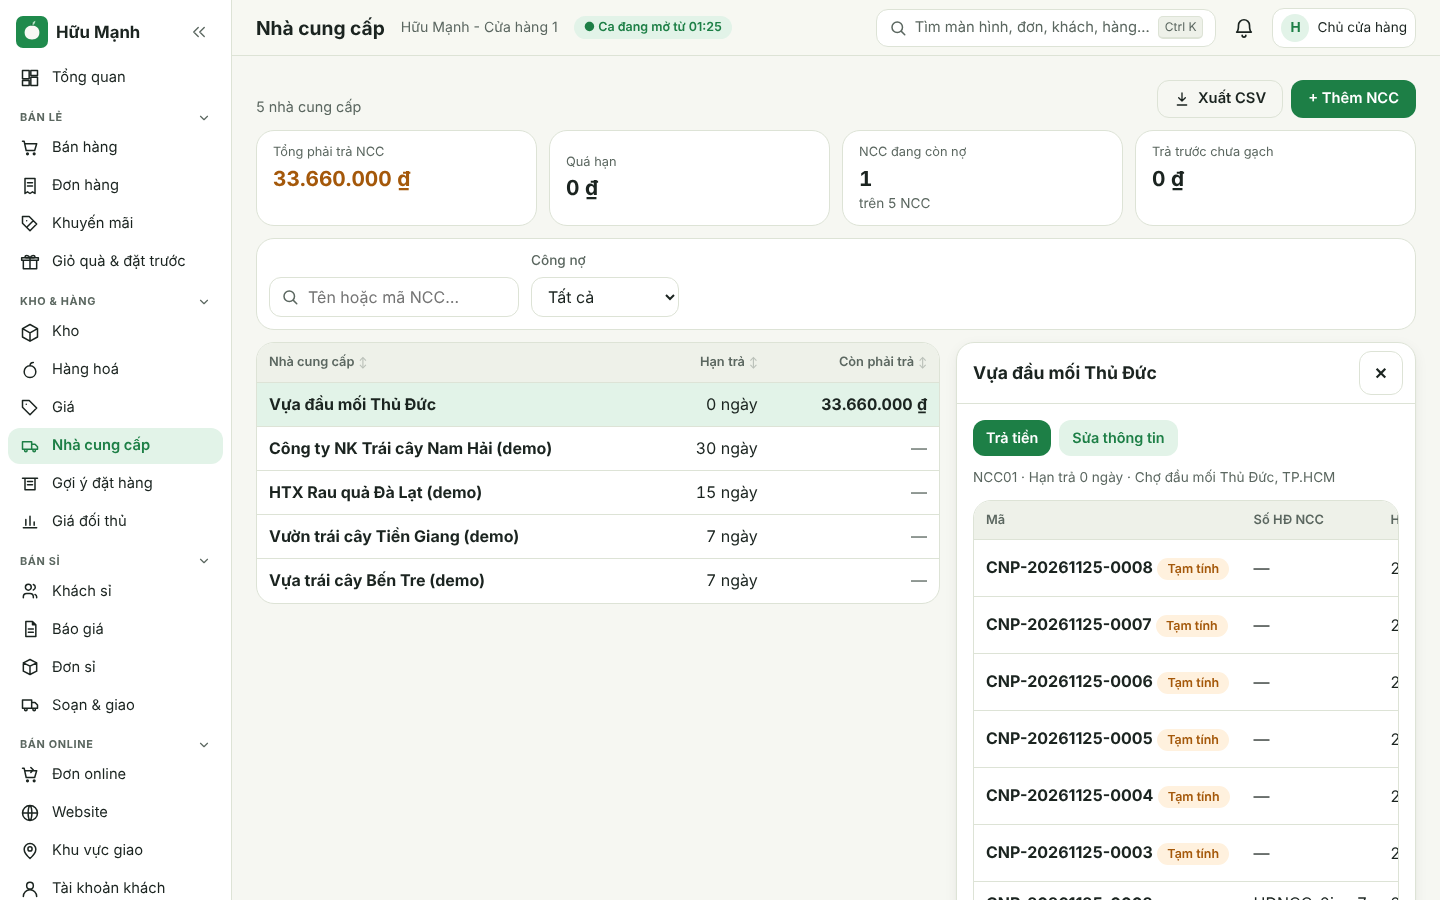 Hữu Mạnh
Tổng quan
BÁN LẺ
Bán hàng
Đơn hàng
Khuyến mãi
Giỏ quà & đặt trước
KHO & HÀNG
Kho
Hàng hoá
Giá
Nhà cung cấp
Gợi ý đặt hàng
Giá đối thủ
BÁN SỈ
Khách sỉ
Báo giá
Đơn sỉ
Soạn & giao
BÁN ONLINE
Đơn online
Website
Khu vực giao
Tài khoản khách
Nhà cung cấp Hữu Mạnh - Cửa hàng 1 Ca đang mở từ 01:25
Tìm màn hình, đơn, khách, hàng... Ctrl K
H Chủ cửa hàng
5 nhà cung cấp
Xuất CSV
+ Thêm NCC
Tổng phải trả NCC
33.660.000 ₫
Quá hạn
0 ₫
NCC đang còn nợ
1
trên 5 NCC
Trả trước chưa gạch
0 ₫
Công nợ
Tên hoặc mã NCC...
Tất cả
Nhà cung cấp Hạn trả Còn phải trả
Vựa đầu mối Thủ Đức 0 ngày 33.660.000 ₫
Công ty NK Trái cây Nam Hải (demo) 30 ngày —
HTX Rau quả Đà Lạt (demo) 15 ngày —
Vườn trái cây Tiền Giang (demo) 7 ngày —
Vựa trái cây Bến Tre (demo) 7 ngày —
Vựa đầu mối Thủ Đức
Trả tiền Sửa thông tin
NCC01 · Hạn trả 0 ngày · Chợ đầu mối Thủ Đức, TP.HCM
Mã Số HĐ NCC H
CNP-20261125-0008 Tạm tính — 2
CNP-20261125-0007 Tạm tính — 2
CNP-20261125-0006 Tạm tính — 2
CNP-20261125-0005 Tạm tính — 2
CNP-20261125-0004 Tạm tính — 2
CNP-20261125-0003 Tạm tính — 2